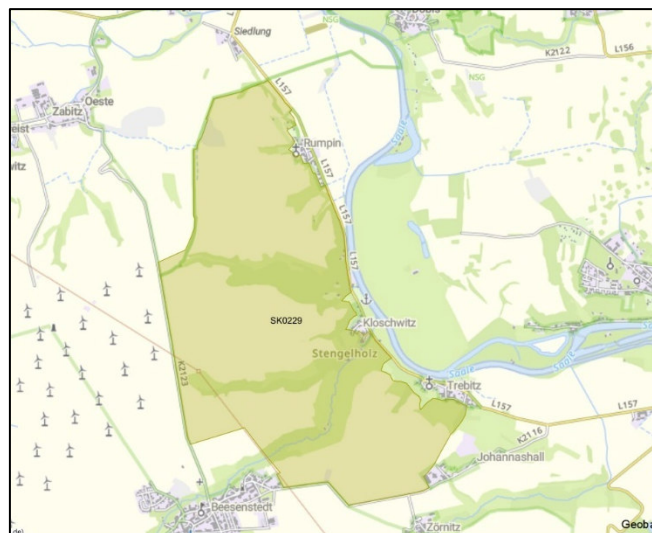 Siedlung
NSG
Döblis
K2122
L156
NSG
Zabitz
Oeste
L157
Rumpin
Saale
L157
L157
SK0229
Kloschwitz
Stengelholz
K2123
Saale
Saale
Trebitz
L157
L157
K2116
Johannashall
Beesenstedt
Zörnitz
Geoba